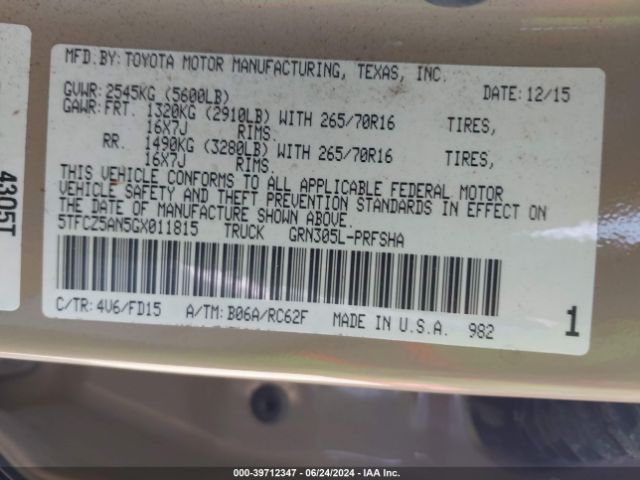 MFD.BY: TOYOTA MOTOR MANUFACTURING, TEXAS, INC.
GVWR: 2545KG (5600LB) DATE: 12/15
GAWR: FRT. 1320KG (2910LB) WITH 265/70R16 TIRES,
16X7J RIMS.
RR. 1490KG (3280LB) WITH 265/70R16 TIRES,
16X7J RIMS.
THIS VEHICLE CONFORMS TO ALL APPLICABLE FEDERAL MOTOR
VEHICLE SAFETY AND THEFT PREVENTION STANDARDS IN EFFECT ON
THE DATE OF MANUFACTURE SHOWN ABOVE.
5TFCZ5AN5GX011815 TRUCK GRN305L-PRFSHA
C/TR: 4V6/FD15 A/TM: B06A/RC62F MADE IN U.S.A. 982 1
4305T
000-39712347 / 06/24/2024 / IAA Inc.